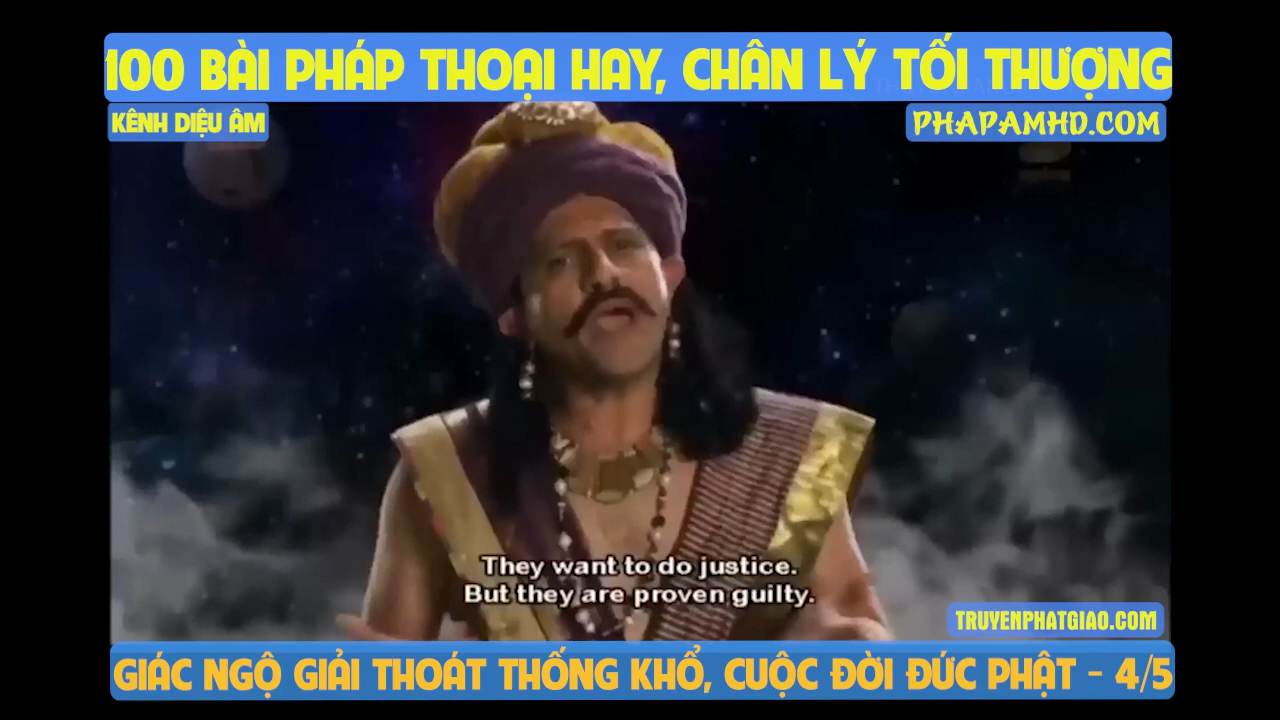 100 BÀI PHÁP THOẠI HAY, CHÂN LÝ TỐI THƯỢNG
KÊNH DIỆU ÂM
PHAPAMHD.COM
They want to do justice.
But they are proven guilty.
TRUYENPHATGIAO.COM
GIÁC NGỘ GIẢI THOÁT THỐNG KHỔ, CUỘC ĐỜI ĐỨC PHẬT - 4/5